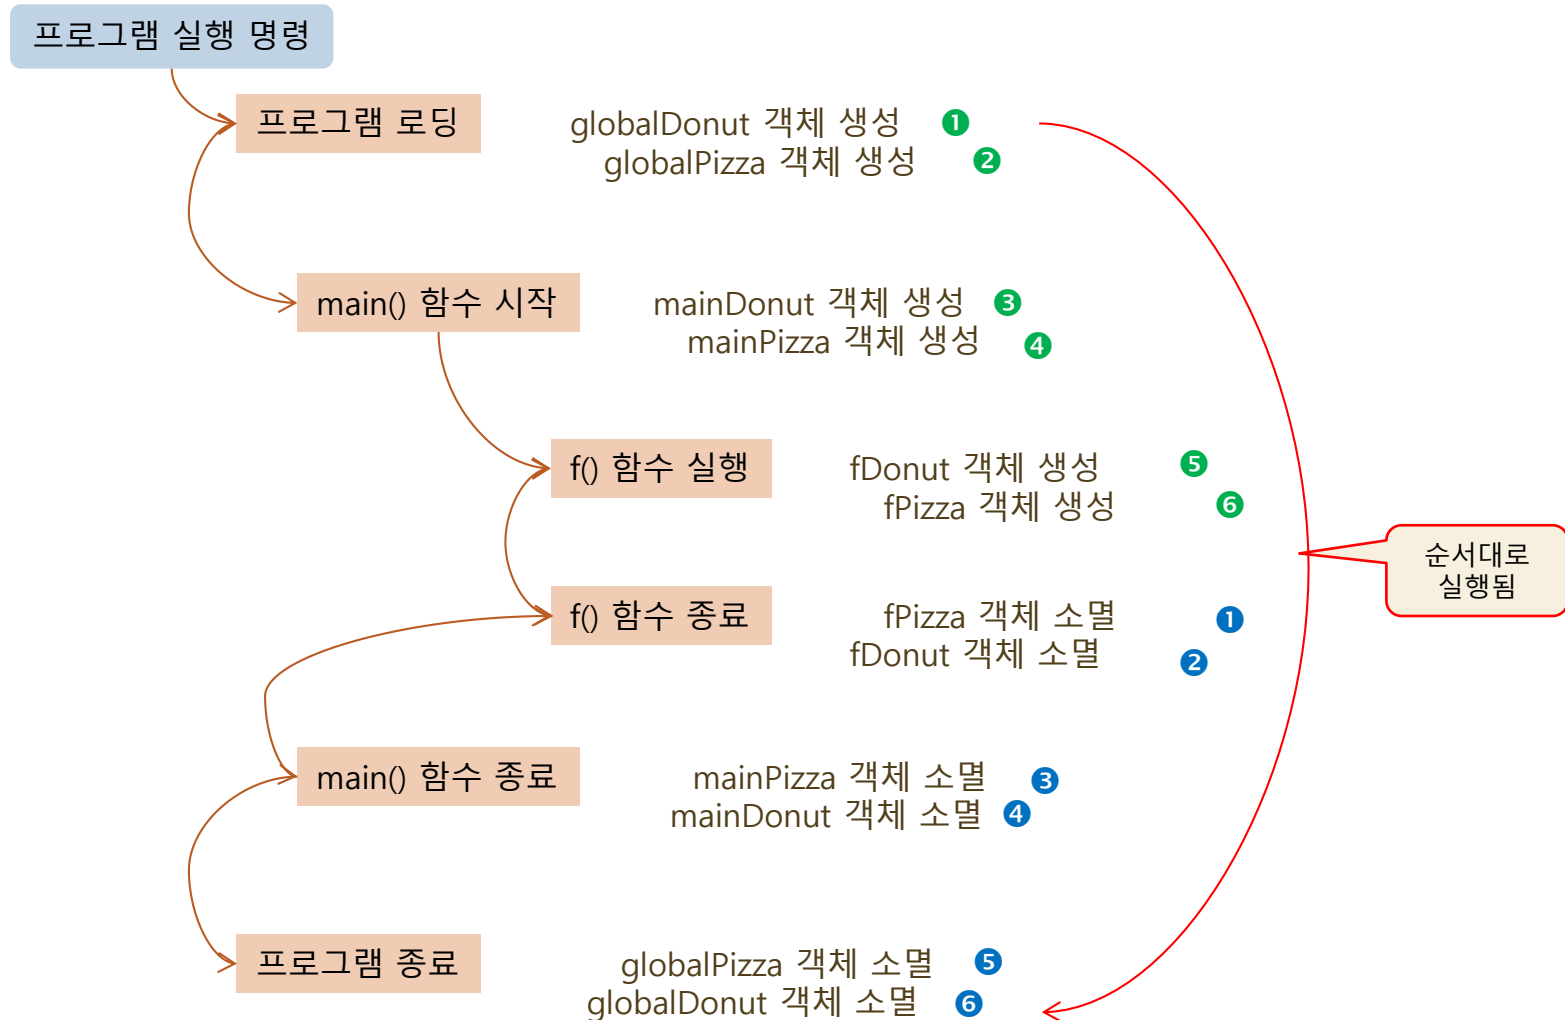 프로그램 실행 명령
프로그램 로딩
globalDonut 객체 생성 ❶
globalPizza 객체 생성 ❷
main() 함수 시작
mainDonut 객체 생성 ❸
mainPizza 객체 생성 ❹
f() 함수 실행
fDonut 객체 생성 ❺
fPizza 객체 생성 ❻
순서대로
실행됨
f() 함수 종료
fPizza 객체 소멸 ❶
fDonut 객체 소멸 ❷
main() 함수 종료
mainPizza 객체 소멸 ❸
mainDonut 객체 소멸 ❹
프로그램 종료
globalPizza 객체 소멸 ❺
globalDonut 객체 소멸 ❻